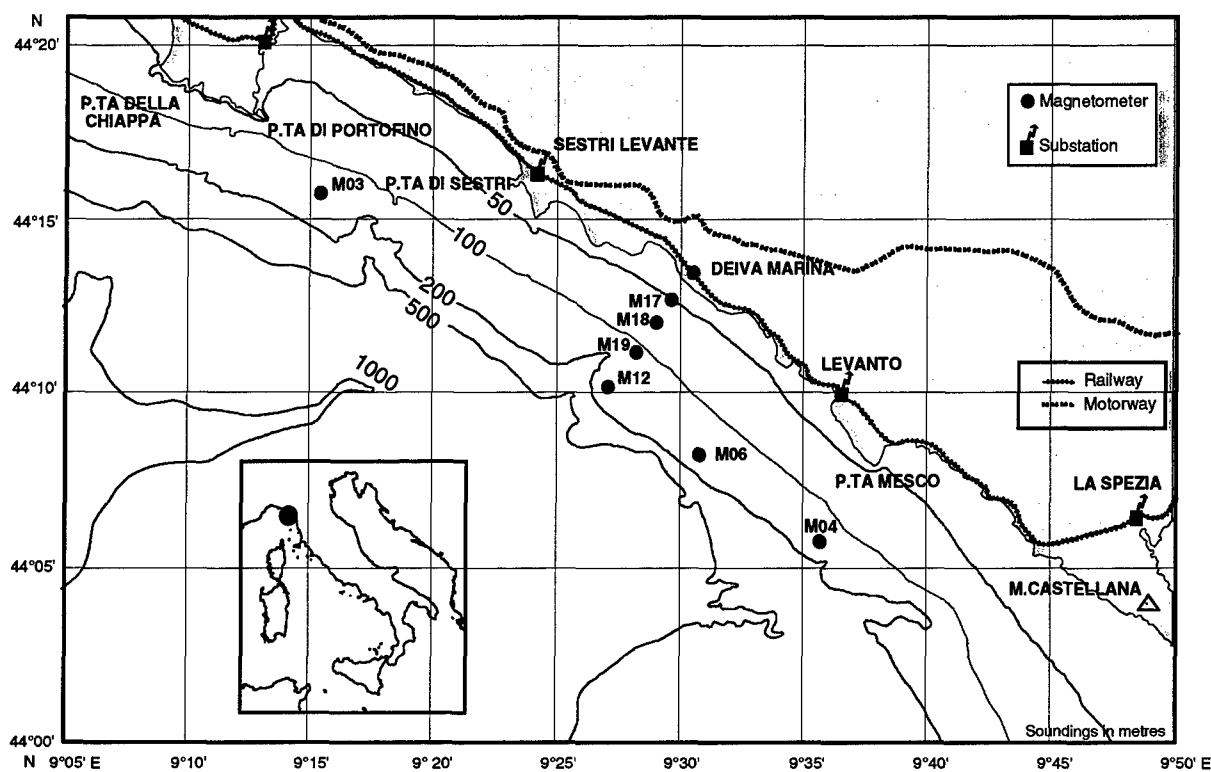 N
44°20'
P.TA DELLA
CHIAPPA
P.TA DI PORTOFINO
Magnetometer
Substation
SESTRI LEVANTE
M03
P.TA DI SESTRI
50
44°15'
100
DEIVA MARINA
200
M17
500
M18
M19
LEVANTO
1000
M12
Railway
44°10'
Motorway
M06
P.TA MESCO
LA SPEZIA
M04
44°05'
M.CASTELLANA
Soundings in metres
44°00'
N 9°05' E 9°10' 9°15' 9°20' 9°25' 9°30' 9°35' 9°40' 9°45' 9°50' E